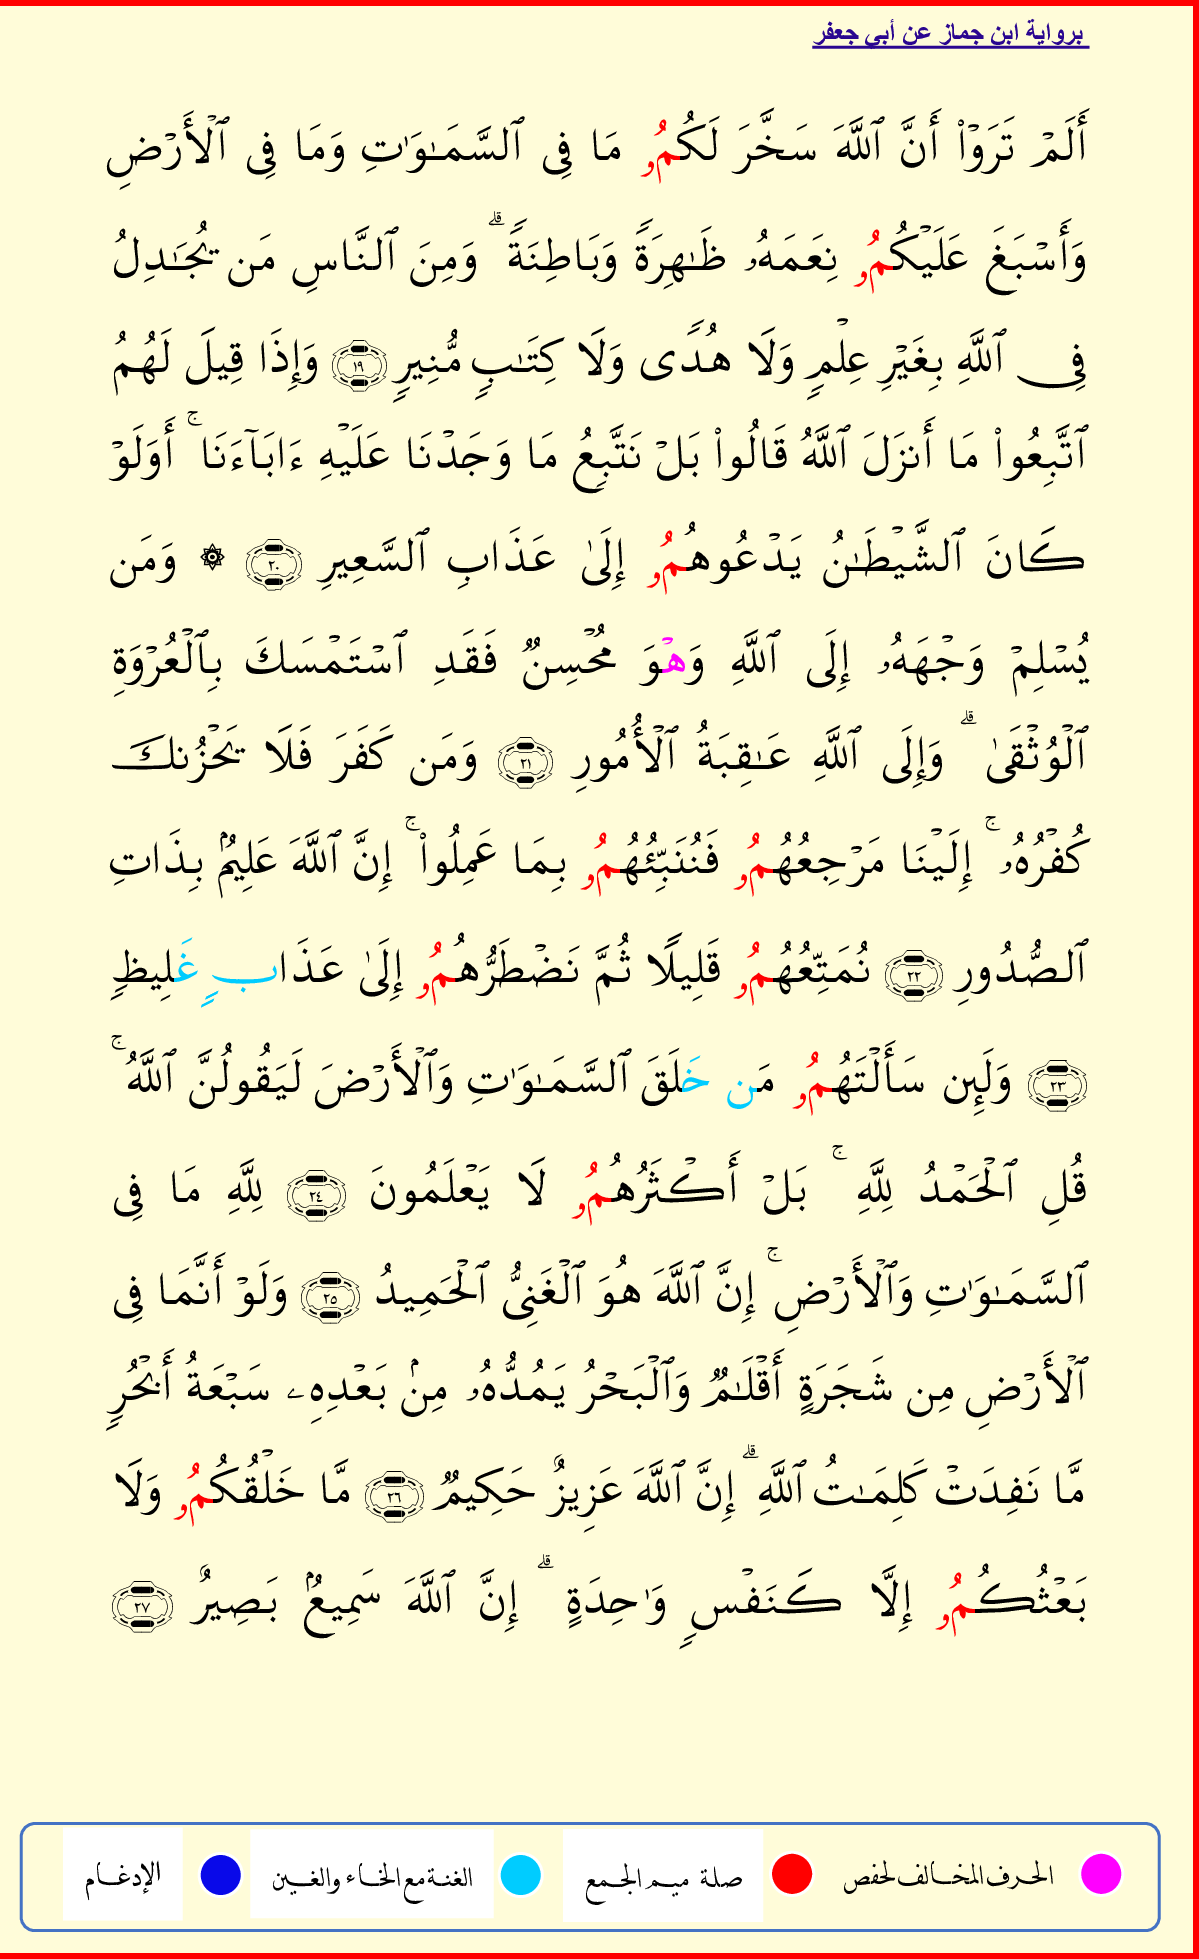 برواية ابن جماز عن أبي جعفر
أَلَمۡ تَرَوۡاْ أَنَّ ٱللَّهَ سَخَّرَ لَكُمُۥ مَا فِى ٱلسَّمَـٰوَٰتِ وَمَا فِى ٱلۡأَرۡضِ
وَأَسۡبَغَ عَلَيۡكُمُۥ نِعَمَهُۥ ظَـٰهِرَةً وَبَاطِنَةً ۗ وَمِنَ ٱلنَّاسِ مَن يُجَـٰدِلُ
فِى ٱللَّهِ بِغَيۡرِ عِلۡمٍ وَلَا هُدًى وَلَا كِتَـٰبٍ مُّنِيرٍ ١٩ وَإِذَا قِيلَ لَهُمُ
ٱتَّبِعُواْ مَا أَنزَلَ ٱللَّهُ قَالُواْ بَلۡ نَتَّبِعُ مَا وَجَدۡنَا عَلَيۡهِ ءَابَآءَنَا ۚ أَوَلَوۡ
كَانَ ٱلشَّيۡطَـٰنُ يَدۡعُوهُمُۥ إِلَىٰ عَذَابِ ٱلسَّعِيرِ ٢٠ ۞ وَمَن
يُسۡلِمۡ وَجۡهَهُۥ إِلَى ٱللَّهِ وَهۡوَ مُحۡسِنٌ فَقَدِ ٱسۡتَمۡسَكَ بِٱلۡعُرۡوَةِ
ٱلۡوُثۡقَىٰ ۗ وَإِلَى ٱللَّهِ عَـٰقِبَةُ ٱلۡأُمُورِ ٢١ وَمَن كَفَرَ فَلَا يَحۡزُنكَ
كُفۡرُهُۥ ۚ إِلَيۡنَا مَرۡجِعُهُمُۥ فَنُنَبِّئُهُمُۥ بِمَا عَمِلُواْ ۚ إِنَّ ٱللَّهَ عَلِيمُۢ بِذَاتِ
ٱلصُّدُورِ ٢٢ نُمَتِّعُهُمُۥ قَلِيلًا ثُمَّ نَضۡطَرُّهُمُۥ إِلَىٰ عَذَابٍ غَلِيظٍ
٢٣ وَلَئِن سَأَلۡتَهُمُۥ مَن خَلَقَ ٱلسَّمَـٰوَٰتِ وَٱلۡأَرۡضَ لَيَقُولُنَّ ٱللَّهُ ۚ
قُلِ ٱلۡحَمۡدُ لِلَّهِ ۚ بَلۡ أَكۡثَرُهُمُۥ لَا يَعۡلَمُونَ ٢٤ لِلَّهِ مَا فِى
ٱلسَّمَـٰوَٰتِ وَٱلۡأَرۡضِ ۚ إِنَّ ٱللَّهَ هُوَ ٱلۡغَنِىُّ ٱلۡحَمِيدُ ٢٥ وَلَوۡ أَنَّمَا فِى
ٱلۡأَرۡضِ مِن شَجَرَةٍ أَقۡلَـٰمٌ وَٱلۡبَحۡرُ يَمُدُّهُۥ مِنۢ بَعۡدِهِۦ سَبۡعَةُ أَبۡحُرٍ
مَّا نَفِدَتۡ كَلِمَـٰتُ ٱللَّهِ ۗ إِنَّ ٱللَّهَ عَزِيزٌ حَكِيمٌ ٢٦ مَّا خَلۡقُكُمُۥ وَلَا
بَعۡثُكُمُۥ إِلَّا كَنَفۡسٍ وَٰحِدَةٍ ۗ إِنَّ ٱللَّهَ سَمِيعُۢ بَصِيرٌ ٢٧
الحرف المخالف لحفص صلة ميم الجمع الغنة مع الخاء والغين الإدغام